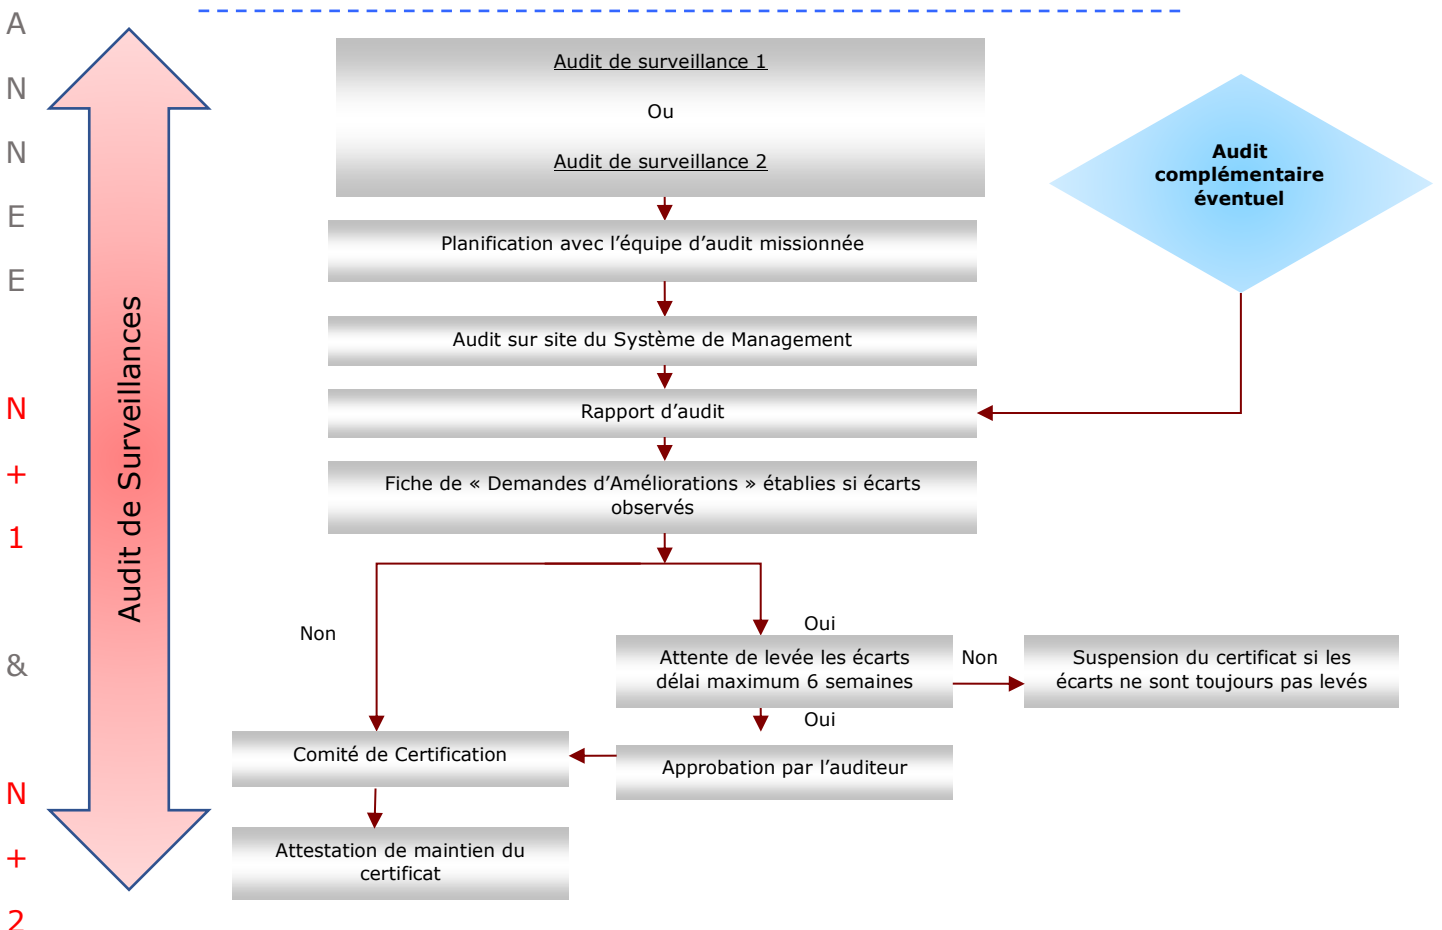 A
N
N
E
E
N
+
1
&
N
+
2
Audit de Surveillances
Audit de surveillance 1
Ou
Audit de surveillance 2
Audit
complémentaire
éventuel
Planification avec l’équipe d’audit missionnée
Audit sur site du Système de Management
Rapport d’audit
Fiche de « Demandes d’Améliorations » établies si écarts
observés
Non
Oui
Attente de levée les écarts
délai maximum 6 semaines
Non
Suspension du certificat si les
écarts ne sont toujours pas levés
Oui
Comité de Certification
Approbation par l’auditeur
Attestation de maintien du
certificat